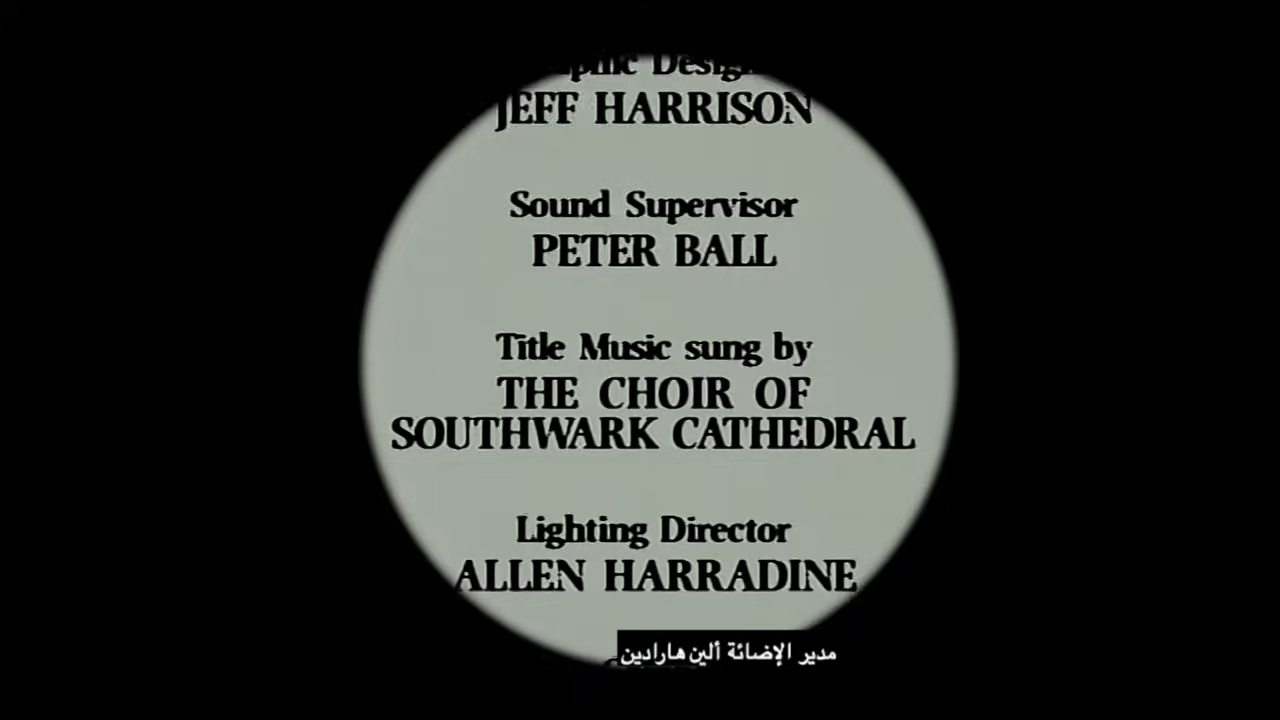 JEFF HARRISON
Sound Supervisor
PETER BALL
Title Music sung by
THE CHOIR OF
SOUTHWARK CATHEDRAL
Lighting Director
ALLEN HARRADINE
مدير الإضائة ألين هارادين